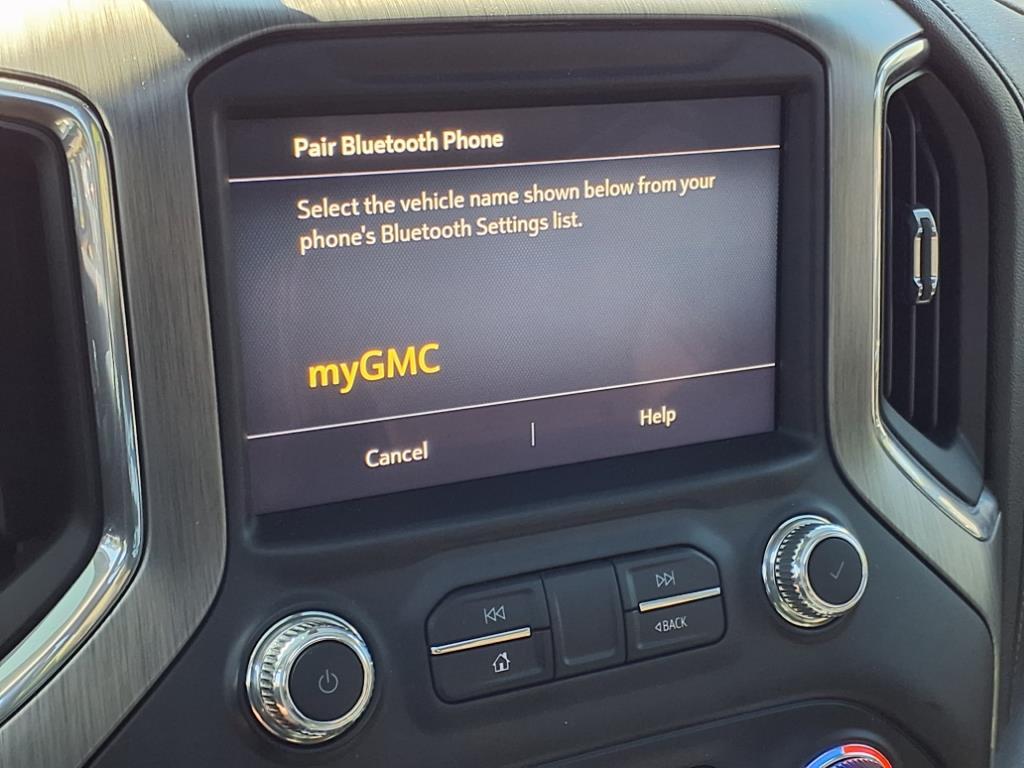 Pair Bluetooth Phone
Select the vehicle name shown below from your
phone's Bluetooth Settings list.
myGMC
Cancel
Help
BACK